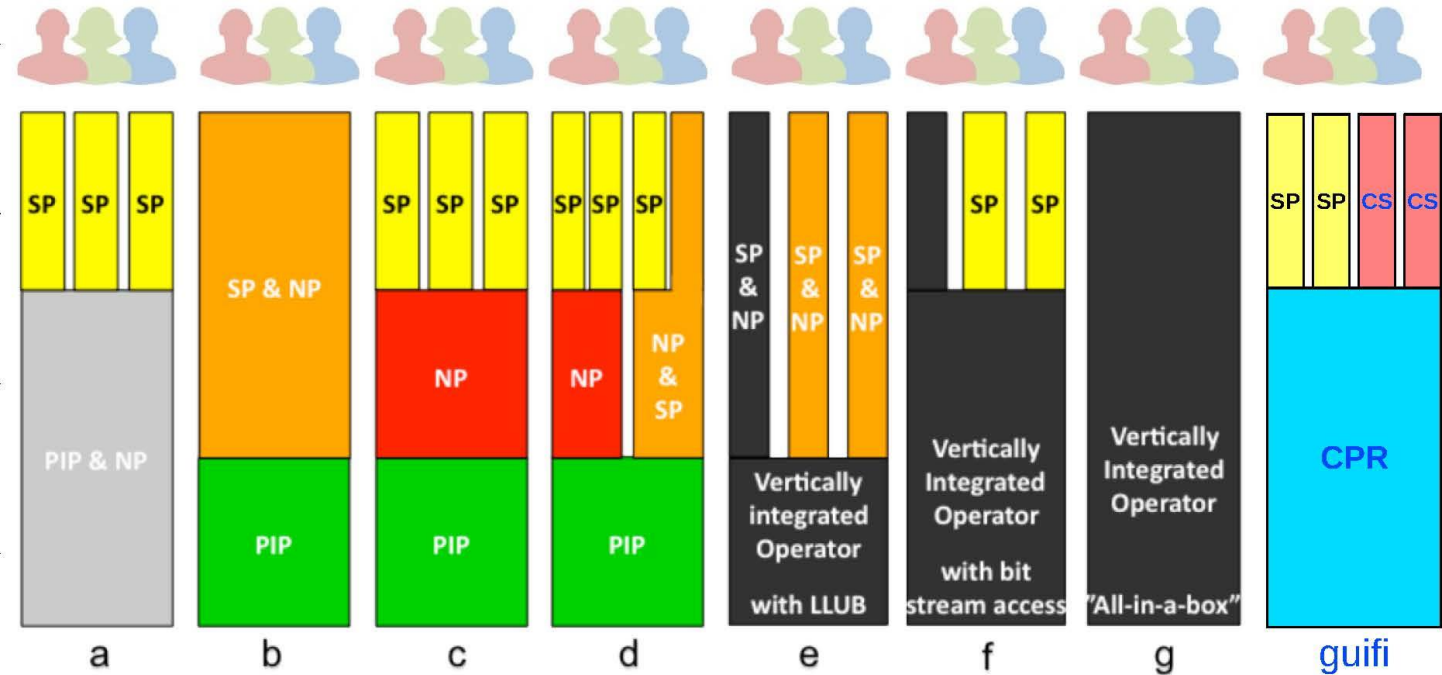 SP SP SP
PIP & NP
a
SP & NP
PIP
b
SP SP SP
NP
PIP
c
SP SP SP
NP
NP
&
SP
PIP
d
SP
&
NP
SP
&
NP
SP
&
NP
Vertically
integrated
Operator
with LLUB
e
SP SP
Vertically
Integrated
Operator
with bit
stream access
f
Vertically
Integrated
Operator
"All-in-a-box"
g
SP SP CS CS
CPR
guifi